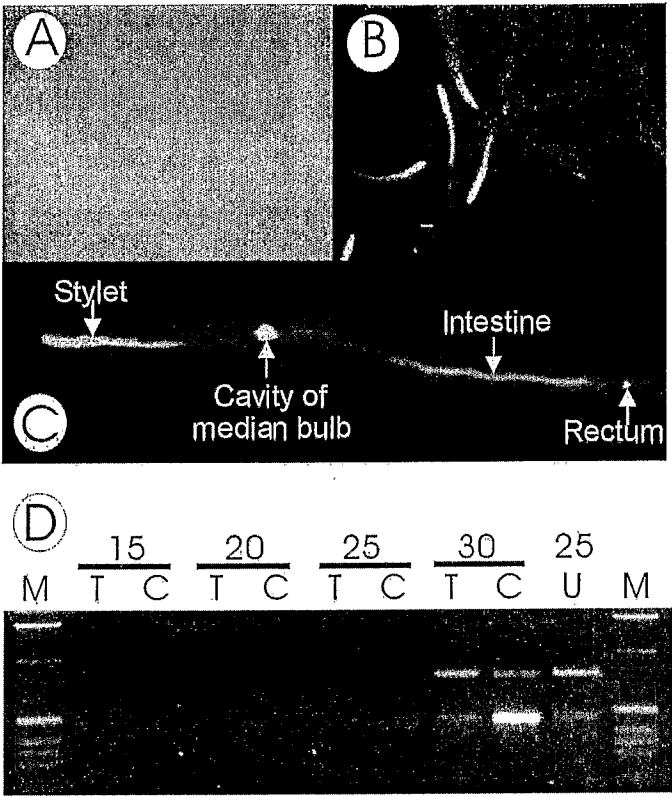 A
B
Stylet
Intestine
Cavity of
median bulb
Rectum
C
D
15 20 25 30 25
M T C T C T C T C U M